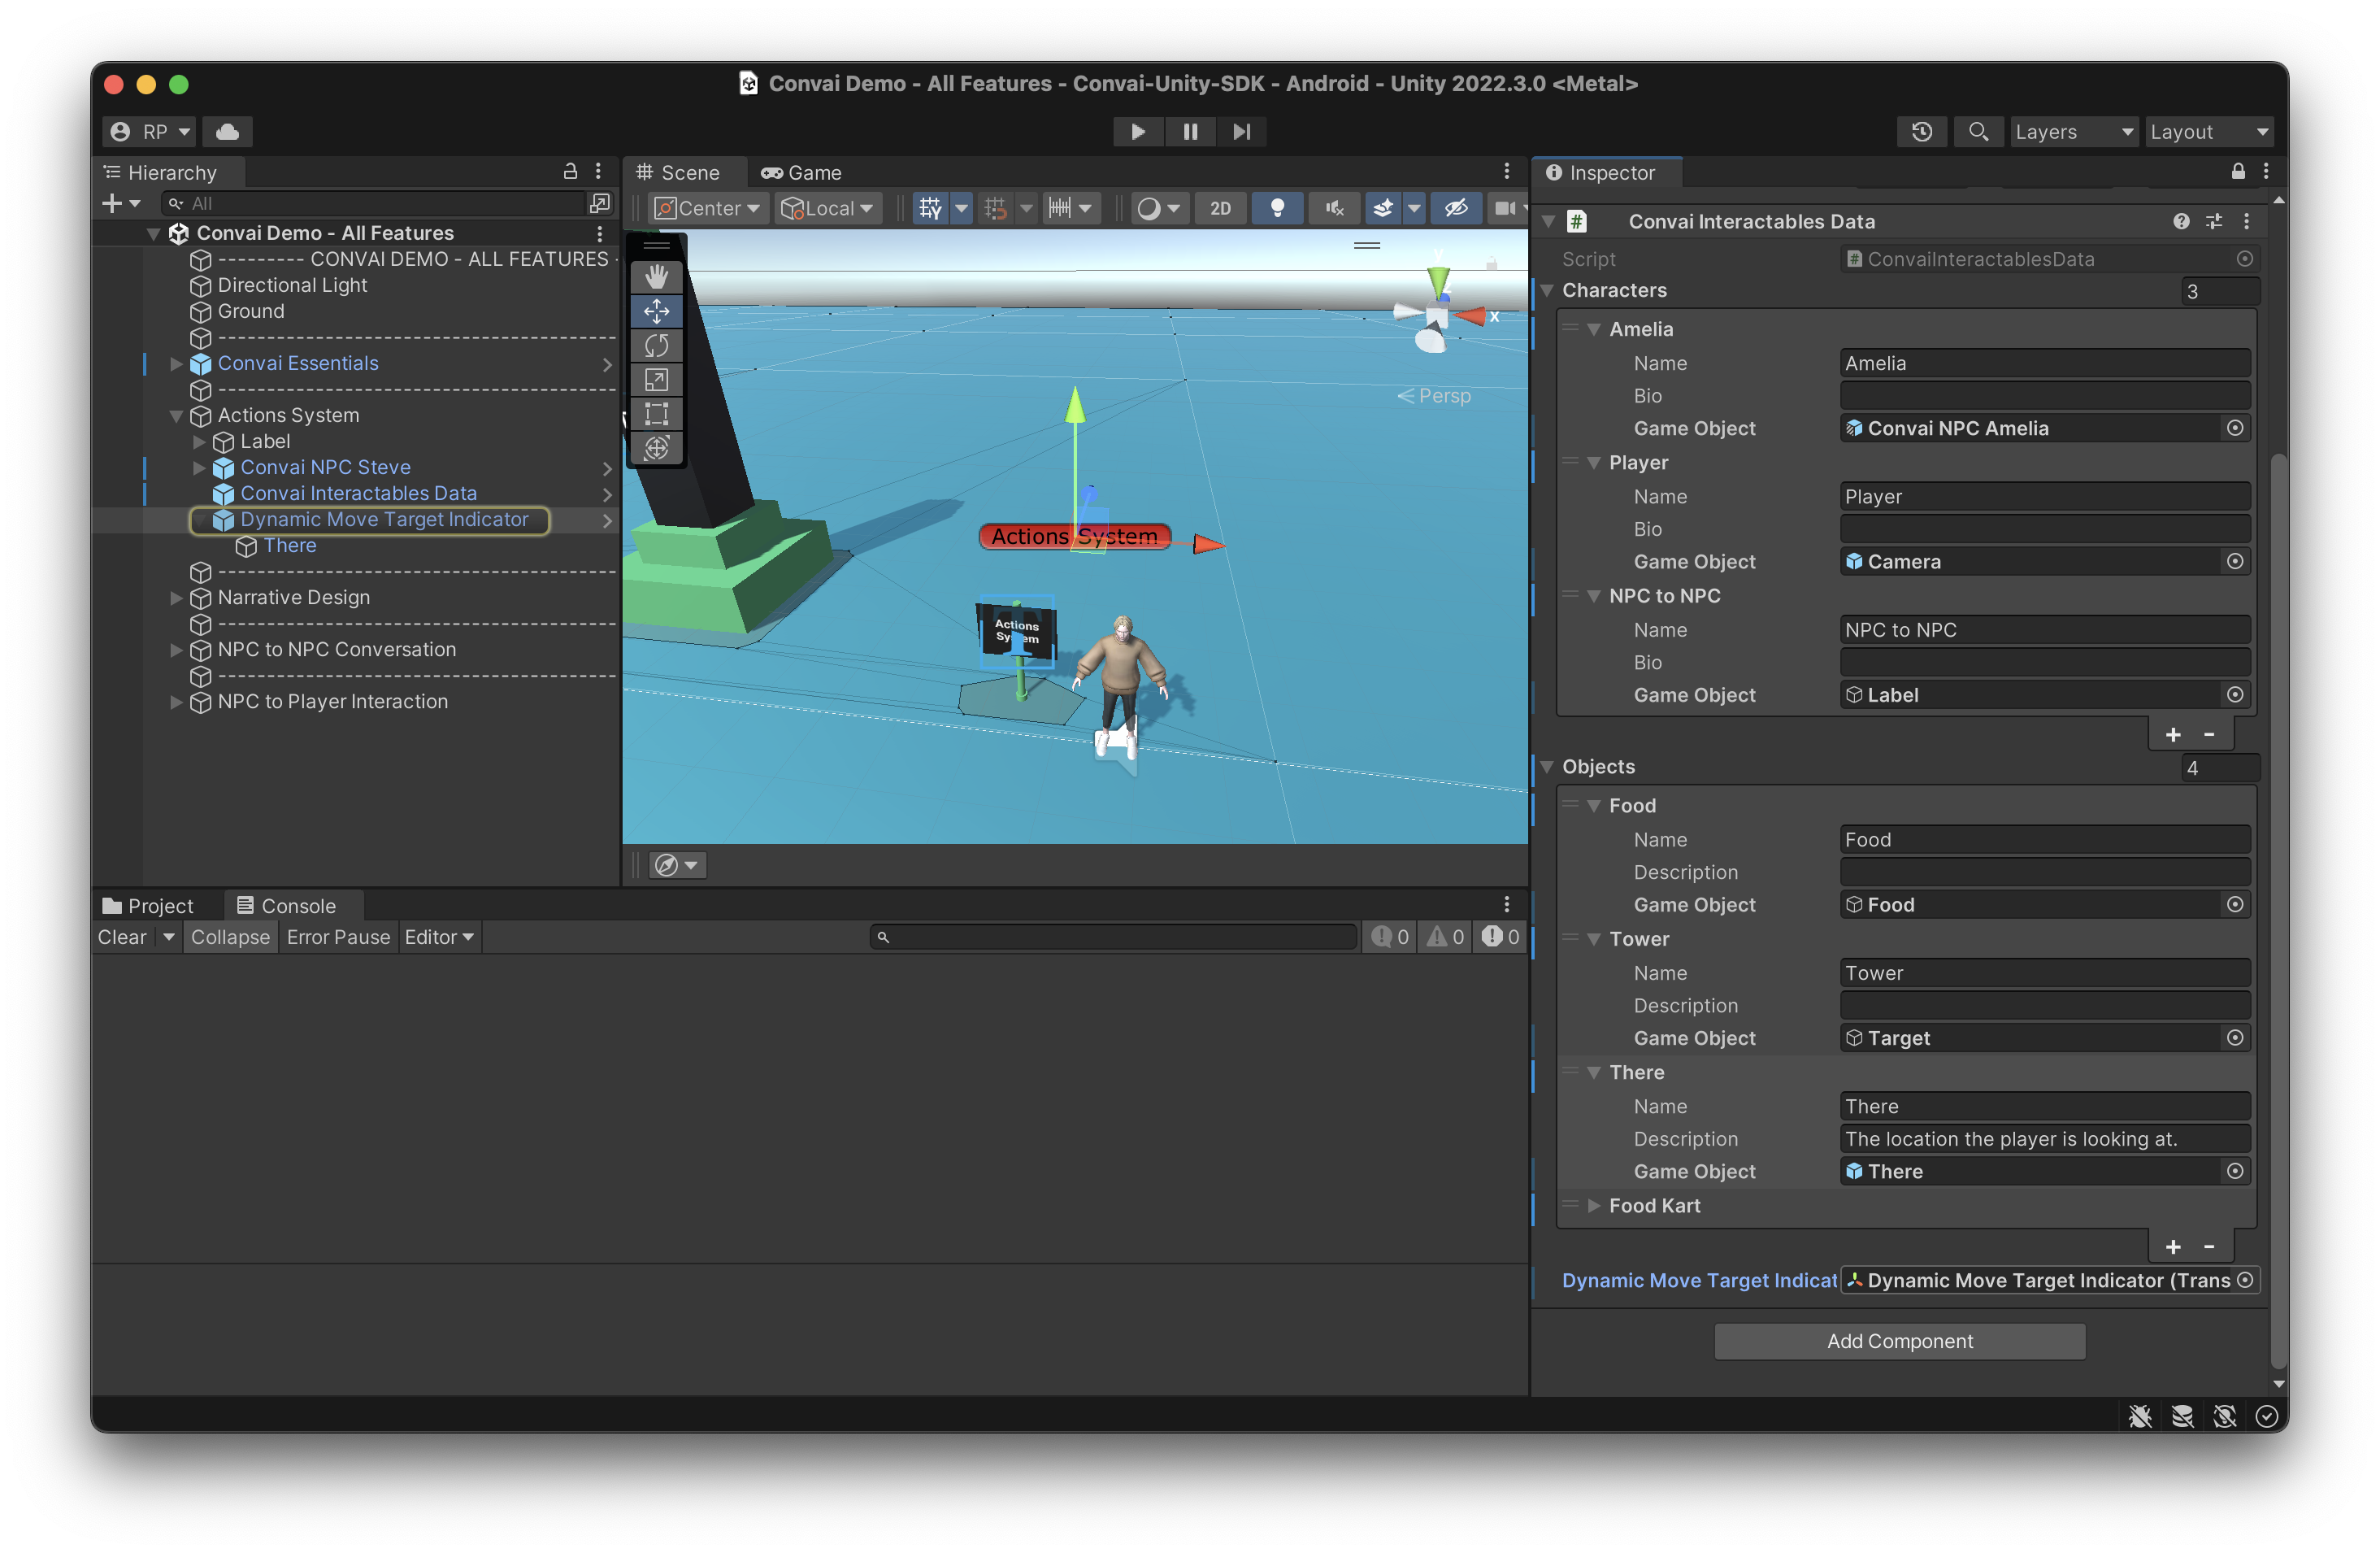 Convai Demo - All Features - Convai-Unity-SDK - Android - Unity 2022.3.0 <Metal>
RP
Layers
Layout
Hierarchy
All
Convai Demo - All Features
--------- CONVAI DEMO - ALL FEATURES -
Directional Light
Ground
Convai Essentials
Actions System
Label
Convai NPC Steve
Convai Interactables Data
Dynamic Move Target Indicator
There
Narrative Design
NPC to NPC Conversation
NPC to Player Interaction
Scene
Game
Center
Local
2D
y
z
x
Persp
Actions System
Actions
Project
Console
Clear
Collapse
Error Pause
Editor
0
0
0
Inspector
Convai Interactables Data
Script
ConvaiInteractablesData
Characters
3
Amelia
Name
Amelia
Bio
Game Object
Convai NPC Amelia
Player
Name
Player
Bio
Game Object
Camera
NPC to NPC
Name
NPC to NPC
Bio
Game Object
Label
+ -
Objects
4
Food
Name
Food
Description
Game Object
Food
Tower
Name
Tower
Description
Game Object
Target
There
Name
There
Description
The location the player is looking at.
Game Object
There
Food Kart
+ -
Dynamic Move Target Indicat
Dynamic Move Target Indicator (Trans
Add Component